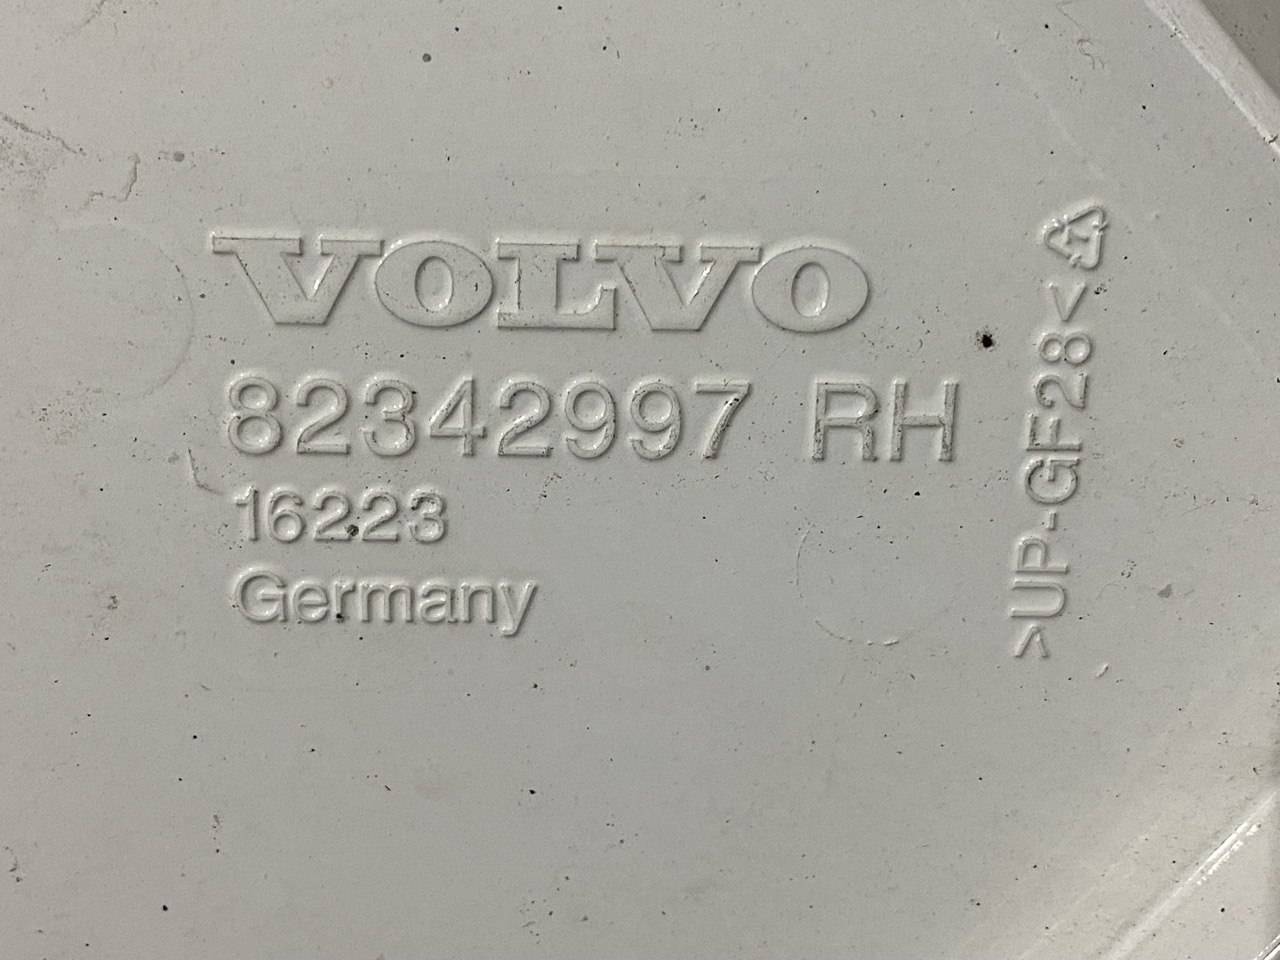 VOLVO
82342997 RH
16223
Germany
>UP-GF28<